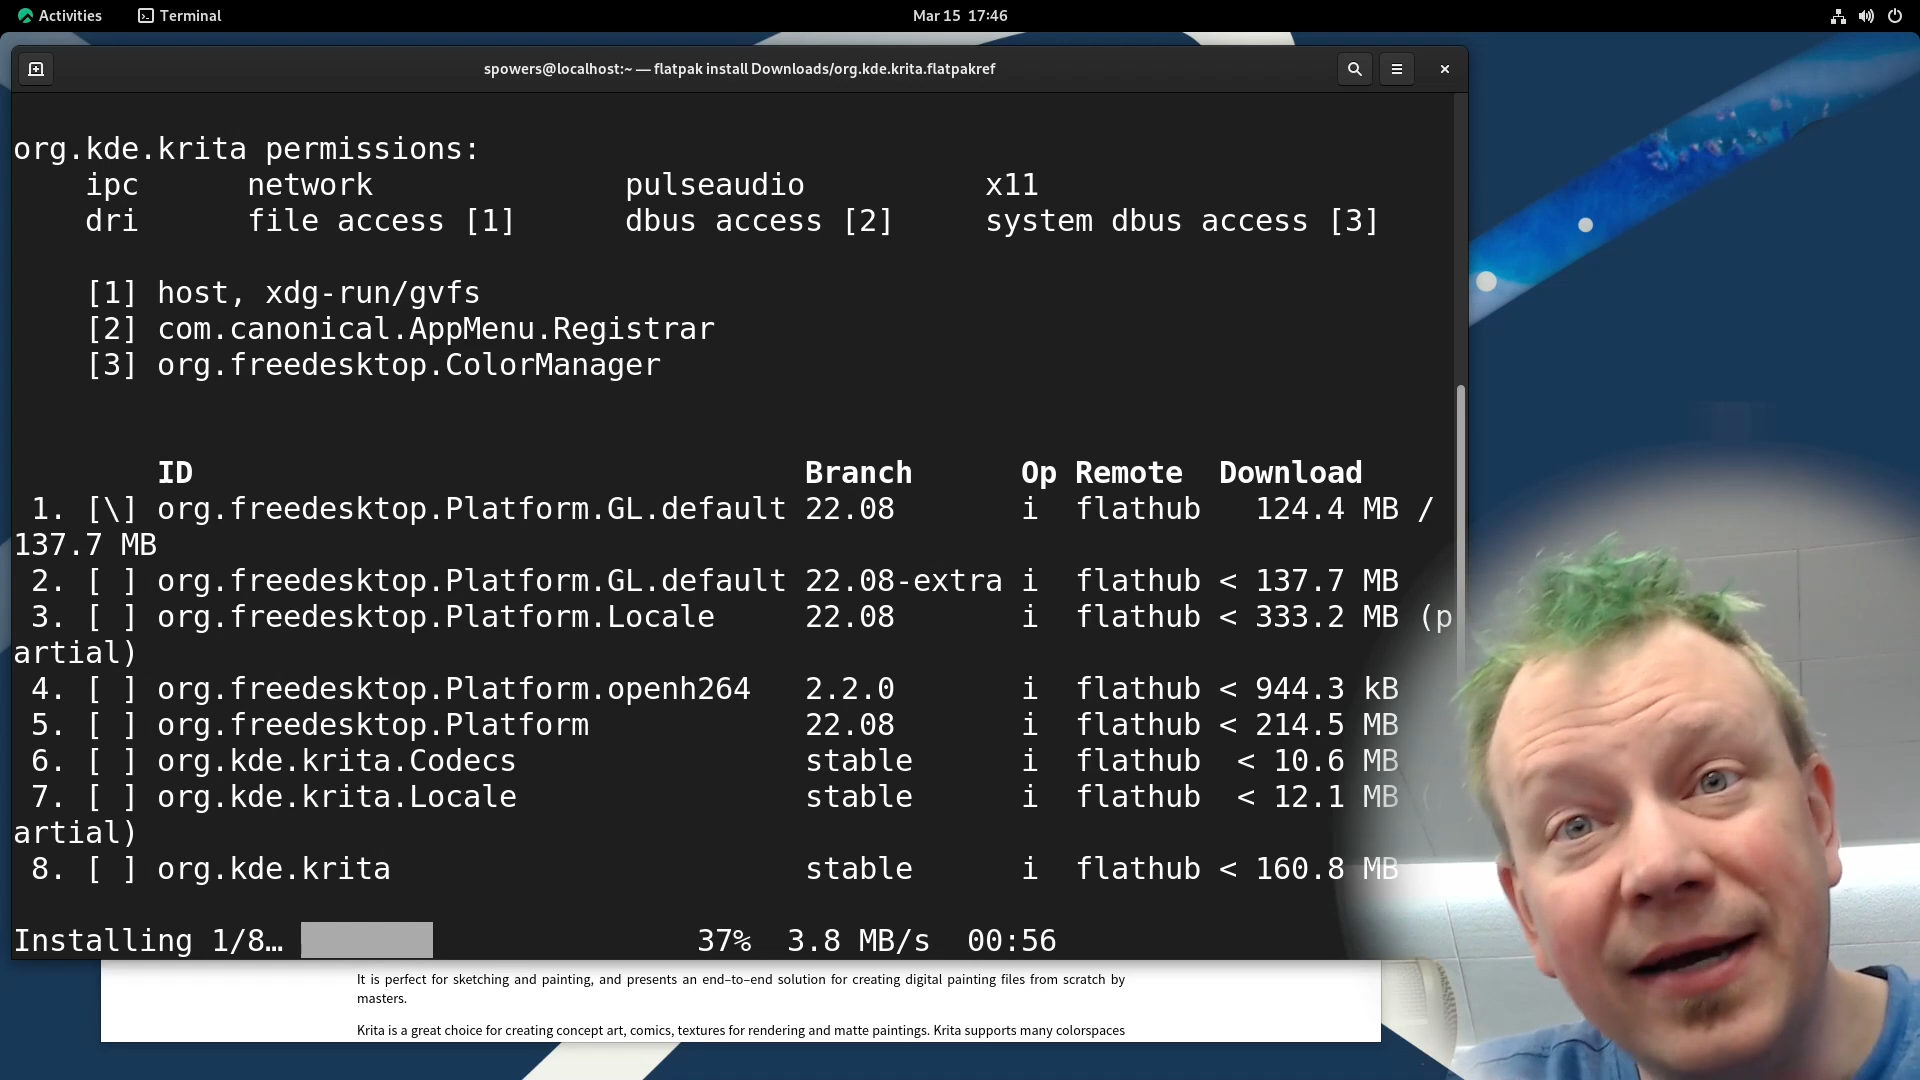 Activities Terminal Mar 15 17:46
spowers@localhost:~ — flatpak install Downloads/org.kde.krita.flatpakref
org.kde.krita permissions:
ipc network pulseaudio x11
dri file access [1] dbus access [2] system dbus access [3]
[1] host, xdg-run/gvfs
[2] com.canonical.AppMenu.Registrar
[3] org.freedesktop.ColorManager
ID Branch Op Remote Download
1. [\] org.freedesktop.Platform.GL.default 22.08 i flathub 124.4 MB /
137.7 MB
2. [ ] org.freedesktop.Platform.GL.default 22.08-extra i flathub < 137.7 MB
3. [ ] org.freedesktop.Platform.Locale 22.08 i flathub < 333.2 MB (p
artial)
4. [ ] org.freedesktop.Platform.openh264 2.2.0 i flathub < 944.3 kB
5. [ ] org.freedesktop.Platform 22.08 i flathub < 214.5 MB
6. [ ] org.kde.krita.Codecs stable i flathub < 10.6 MB
7. [ ] org.kde.krita.Locale stable i flathub < 12.1 MB (
artial)
8. [ ] org.kde.krita stable i flathub < 160.8 MB
Installing 1/8… 37% 3.8 MB/s 00:56
It is perfect for sketching and painting, and presents an end–to–end solution for creating digital painting files from scratch by
masters.
Krita is a great choice for creating concept art, comics, textures for rendering and matte paintings. Krita supports many colorspaces